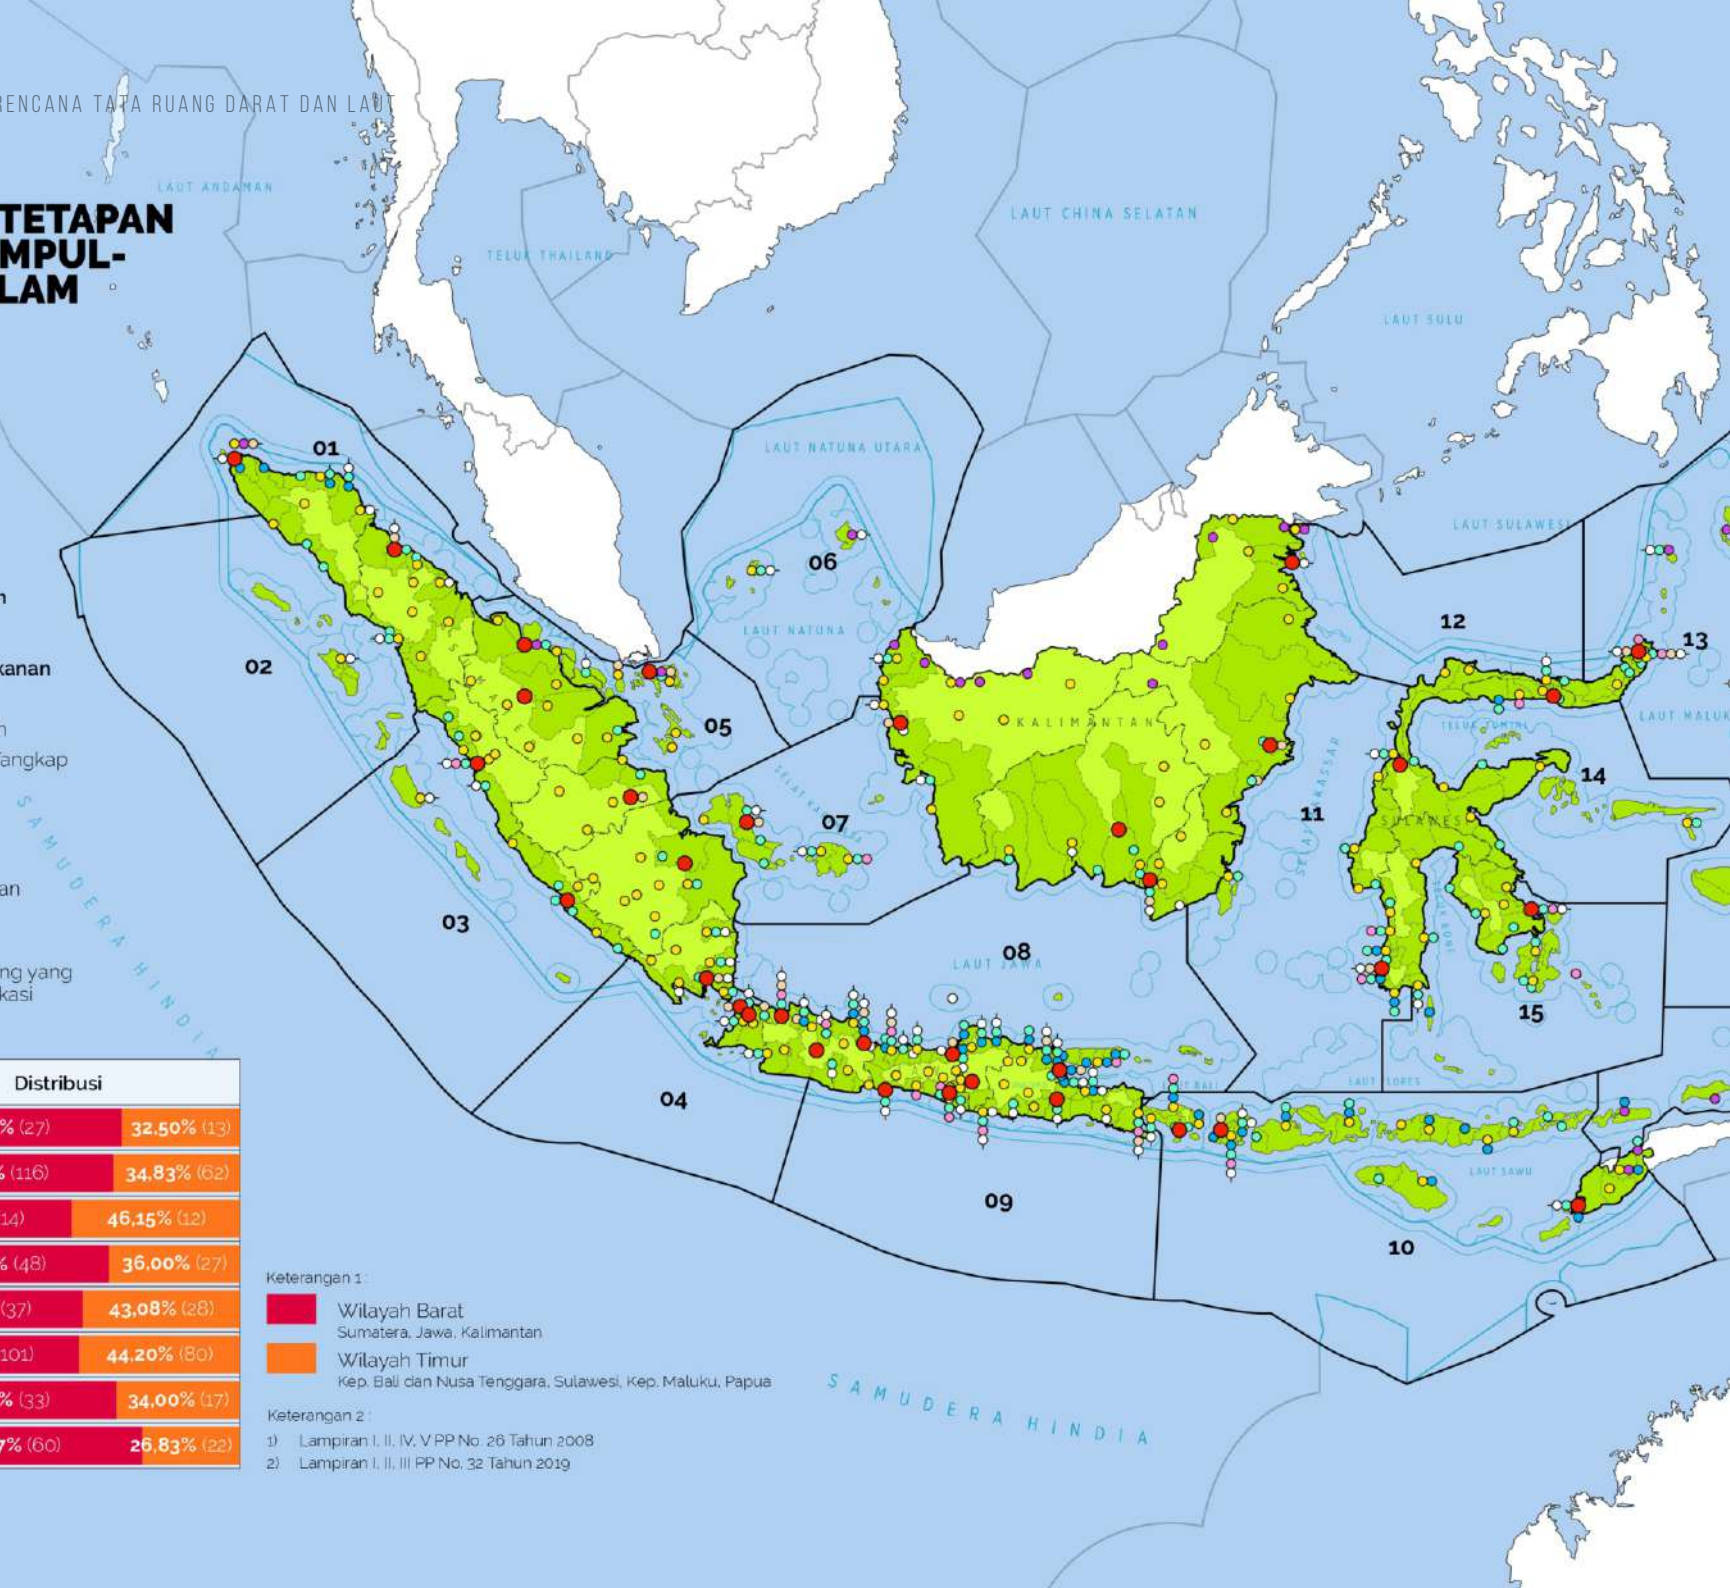 RENCANA TATA RUANG DARAT DAN LAUT
LAUT ANDAMAN
TETAPAN
MPUL-
LAM
LAUT CHINA SELATAN
TELUK THAILAND
LAUT SULU
01
LAUT NATUNA UTARA
LAUT SULAWESI
06
n
LAUT NATUNA
12
13
kanan
02
05
KALIMANTAN
TELUK TOMINI
LAUT MALUK
n
Tangkap
14
SELAT MAKASSAR
11
07
SULAWESI
SAMUDERA HINDIA
an
03
08
LAUT JAWA
ng yang
kasi
15
Distribusi
LAUT BALI
LAUT FLORES
04
% (27) 32,50% (13)
% (116) 34,83% (62)
LAUT SAWU
09
14) 46,15% (12)
10
% (48) 36,00% (27)
(37) 43,08% (28)
101) 44,20% (80)
% (33) 34,00% (17)
7% (60) 26,83% (22)
Keterangan 1 :
Wilayah Barat
Sumatera, Jawa, Kalimantan
Wilayah Timur
Kep. Bali dan Nusa Tenggara, Sulawesi, Kep. Maluku, Papua
Keterangan 2 :
1) Lampiran I, II, IV, V PP No. 26 Tahun 2008
2) Lampiran I, II, III PP No. 32 Tahun 2019
SAMUDERA HINDIA